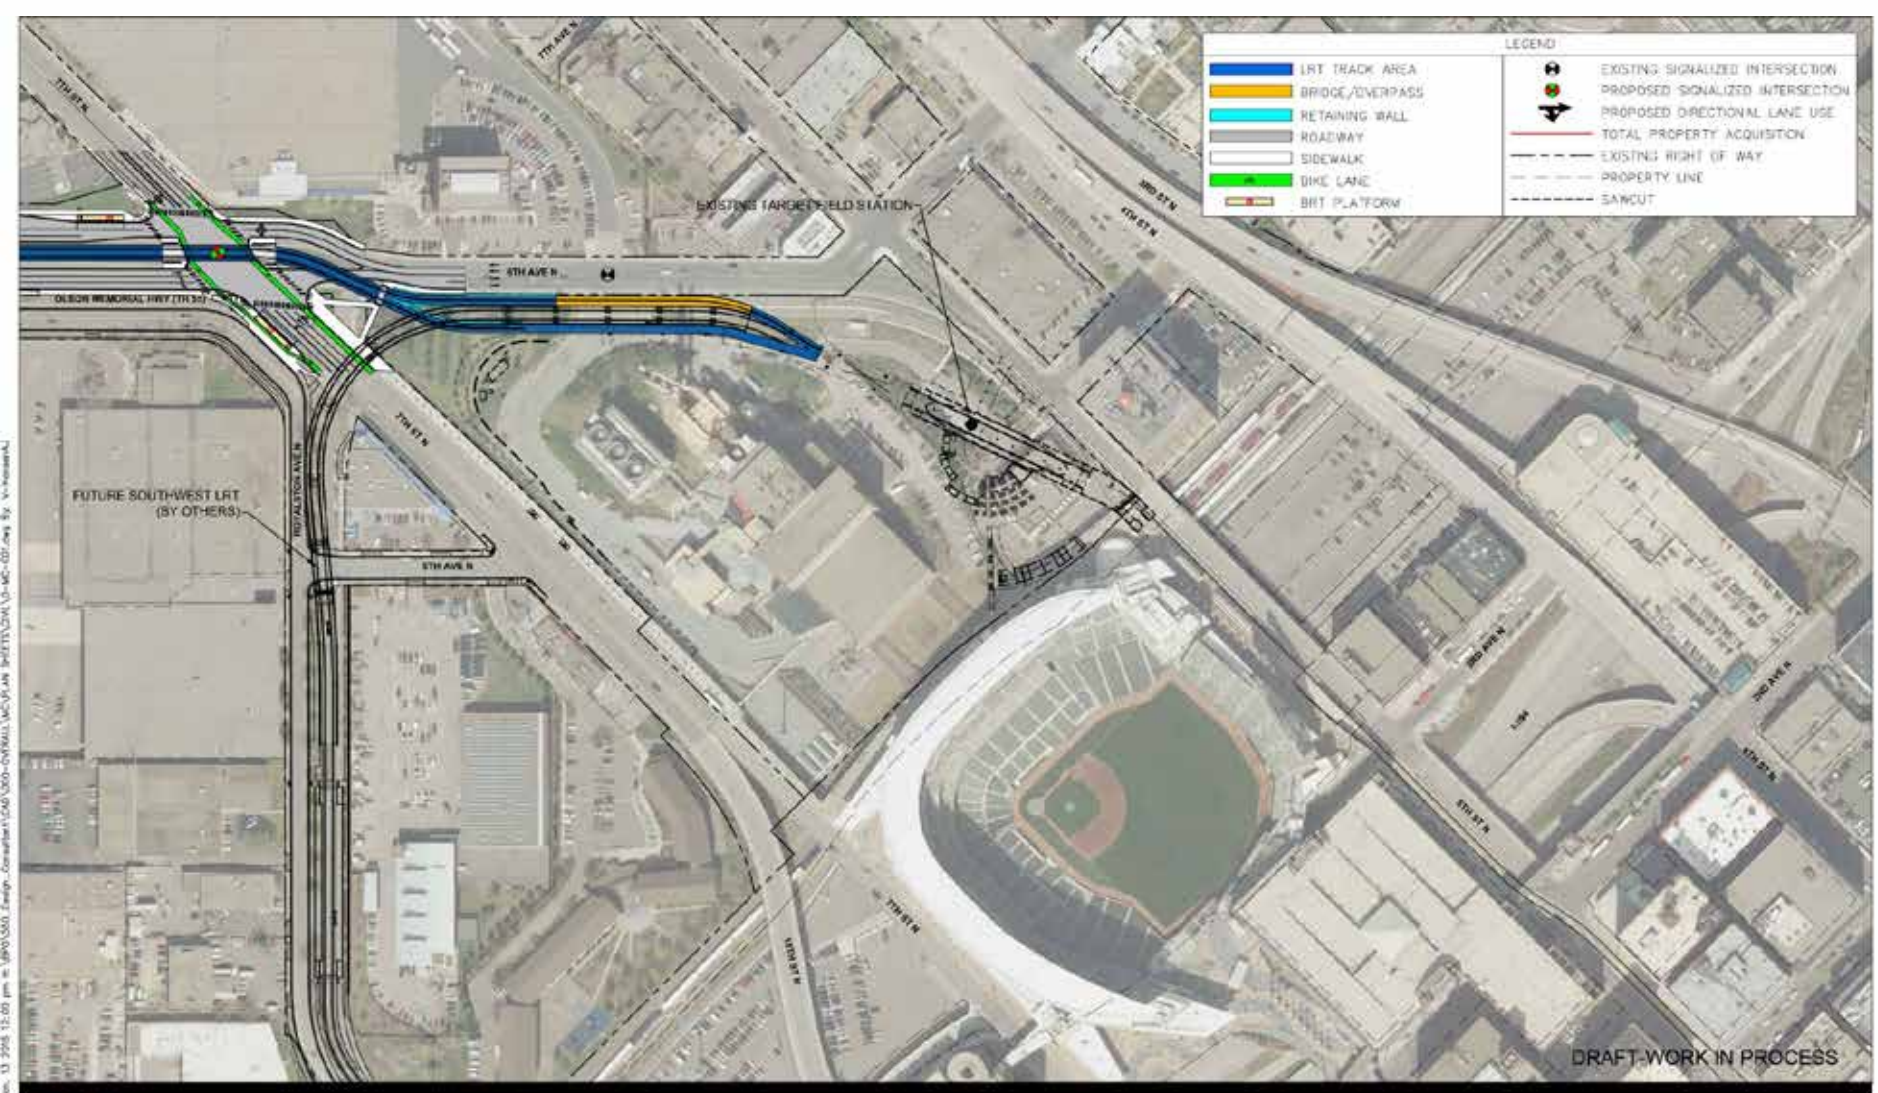 LEGEND
LRT TRACK AREA
BRIDGE/OVERPASS
RETAINING WALL
ROADWAY
SIDEWALK
BIKE LANE
BRT PLATFORM
EXISTING SIGNALIZED INTERSECTION
PROPOSED SIGNALIZED INTERSECTION
PROPOSED DIRECTIONAL LANE USE
TOTAL PROPERTY ACQUISITION
EXISTING RIGHT OF WAY
PROPERTY LINE
SAWCUT
7TH AVE N
7TH ST N
3RD ST N
4TH ST N
EXISTING TARGET FIELD STATION
6TH AVE N
OLSON MEMORIAL HWY (TH 55)
7TH ST N
ROYALSTON AVE N
FUTURE SOUTHWEST LRT
(BY OTHERS)
5TH AVE N
3RD AVE N
2ND AVE N
I-394
5TH ST N
7TH ST N
DRAFT-WORK IN PROCESS